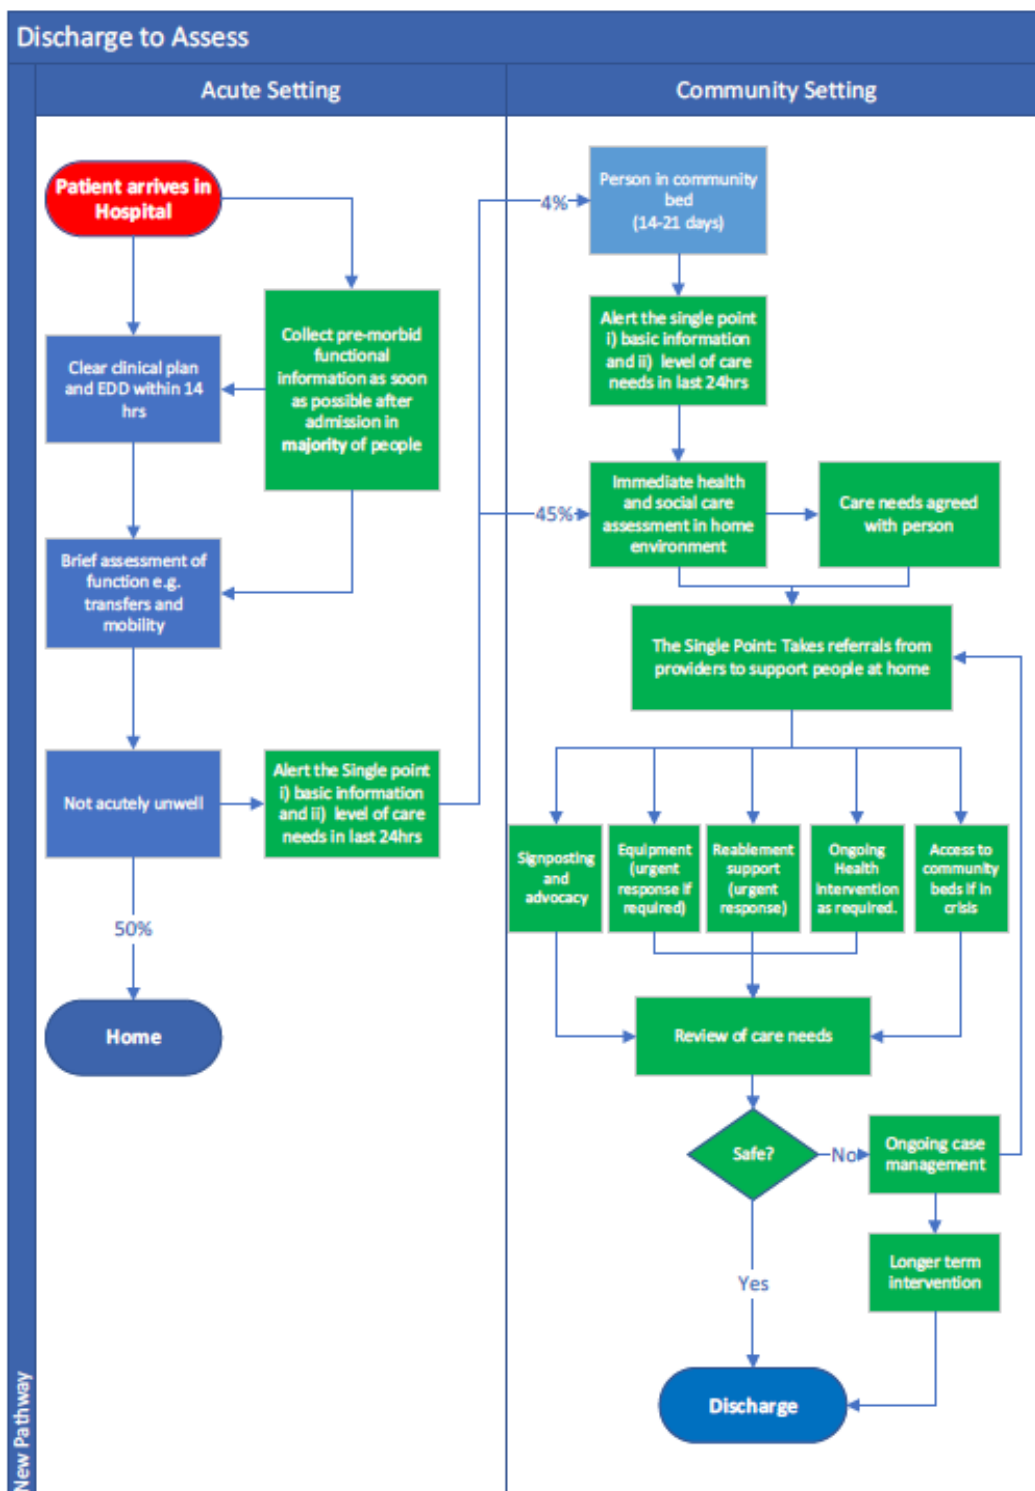 Discharge to Assess
Acute Setting
Community Setting
New Pathway
Patient arrives in
Hospital
Collect pre-morbid
functional
information as soon
as possible after
admission in
majority of people
Clear clinical plan
and EDD within 14
hrs
Brief assessment of
function e.g.
transfers and
mobility
Not acutely unwell
Alert the Single point
i) basic information
and ii) level of care
needs in last 24hrs
50%
Home
4%
45%
Person in community
bed
(14-21 days)
Alert the single point
i) basic information
and ii) level of care
needs in last 24hrs
Immediate health
and social care
assessment in home
environment
Care needs agreed
with person
The Single Point: Takes referrals from
providers to support people at home
Signposting
and
advocacy
Equipment
(urgent
response if
required)
Reablement
support
(urgent
response)
Ongoing
Health
Intervention
as required.
Access to
community
beds if in
crisis
Review of care needs
Safe?
No
Ongoing case
management
Longer term
intervention
Yes
Discharge